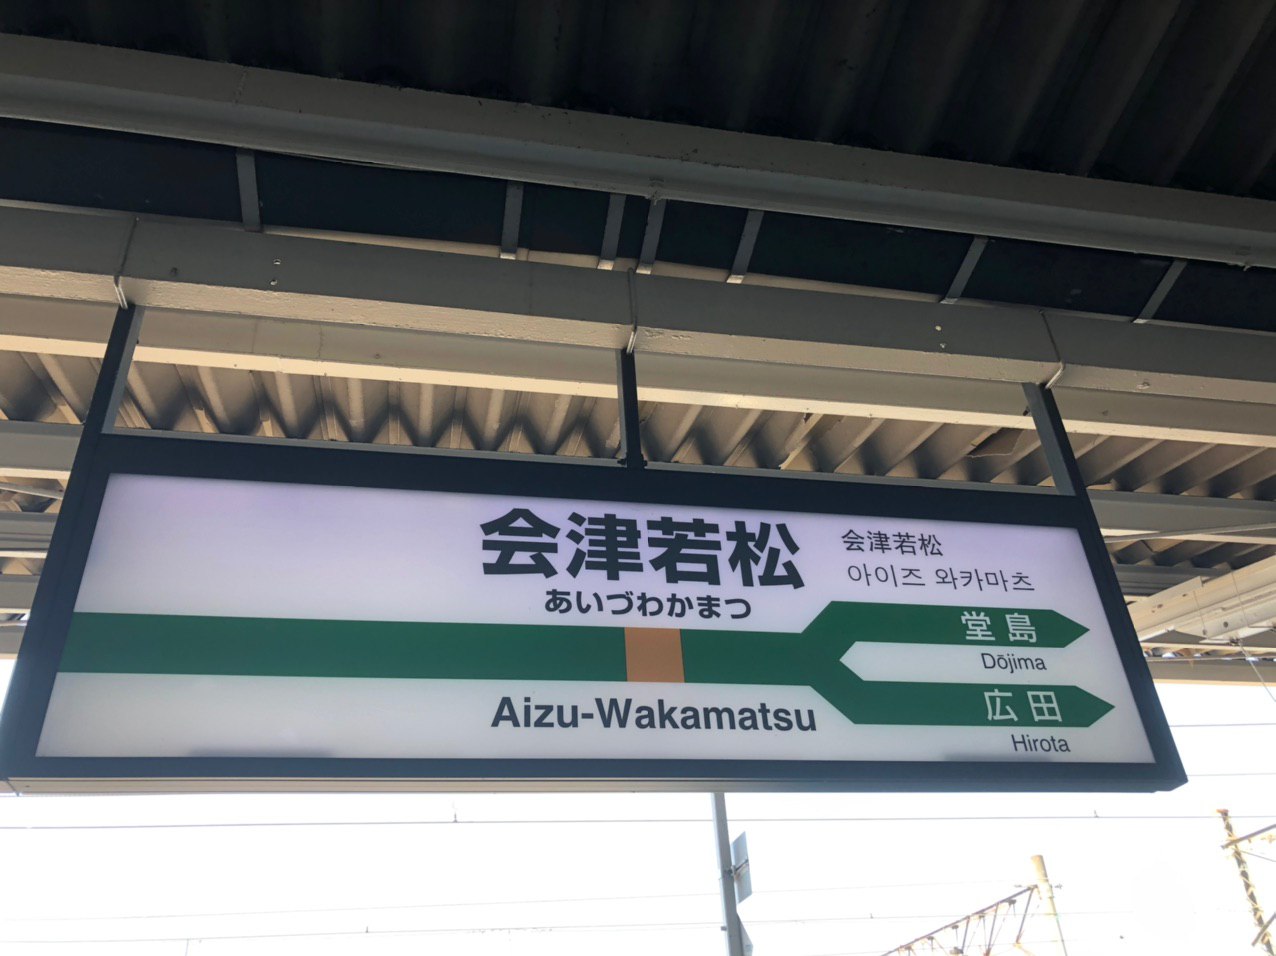 会津若松
あいづわかまつ
Aizu-Wakamatsu
会津若松
아이즈 와카마츠
堂島
Dōjima
広田
Hirota